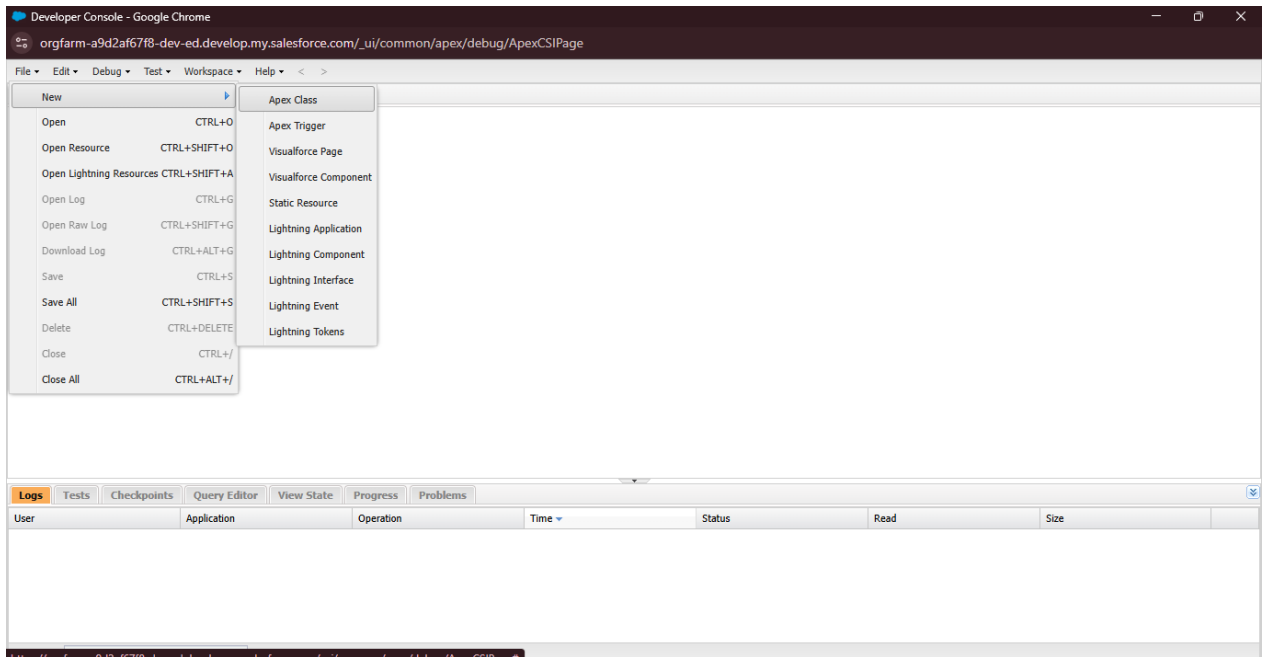 Developer Console - Google Chrome
orgfarm-a9d2af67f8-dev-ed.develop.my.salesforce.com/_ui/common/apex/debug/ApexCSIPage
File Edit Debug Test Workspace Help < >
New
Open CTRL+O
Open Resource CTRL+SHIFT+O
Open Lightning Resources CTRL+SHIFT+A
Open Log CTRL+G
Open Raw Log CTRL+SHIFT+G
Download Log CTRL+ALT+G
Save CTRL+S
Save All CTRL+SHIFT+S
Delete CTRL+DELETE
Close CTRL+/
Close All CTRL+ALT+/
Apex Class
Apex Trigger
Visualforce Page
Visualforce Component
Static Resource
Lightning Application
Lightning Component
Lightning Interface
Lightning Event
Lightning Tokens
Logs Tests Checkpoints Query Editor View State Progress Problems
User Application Operation Time Status Read Size